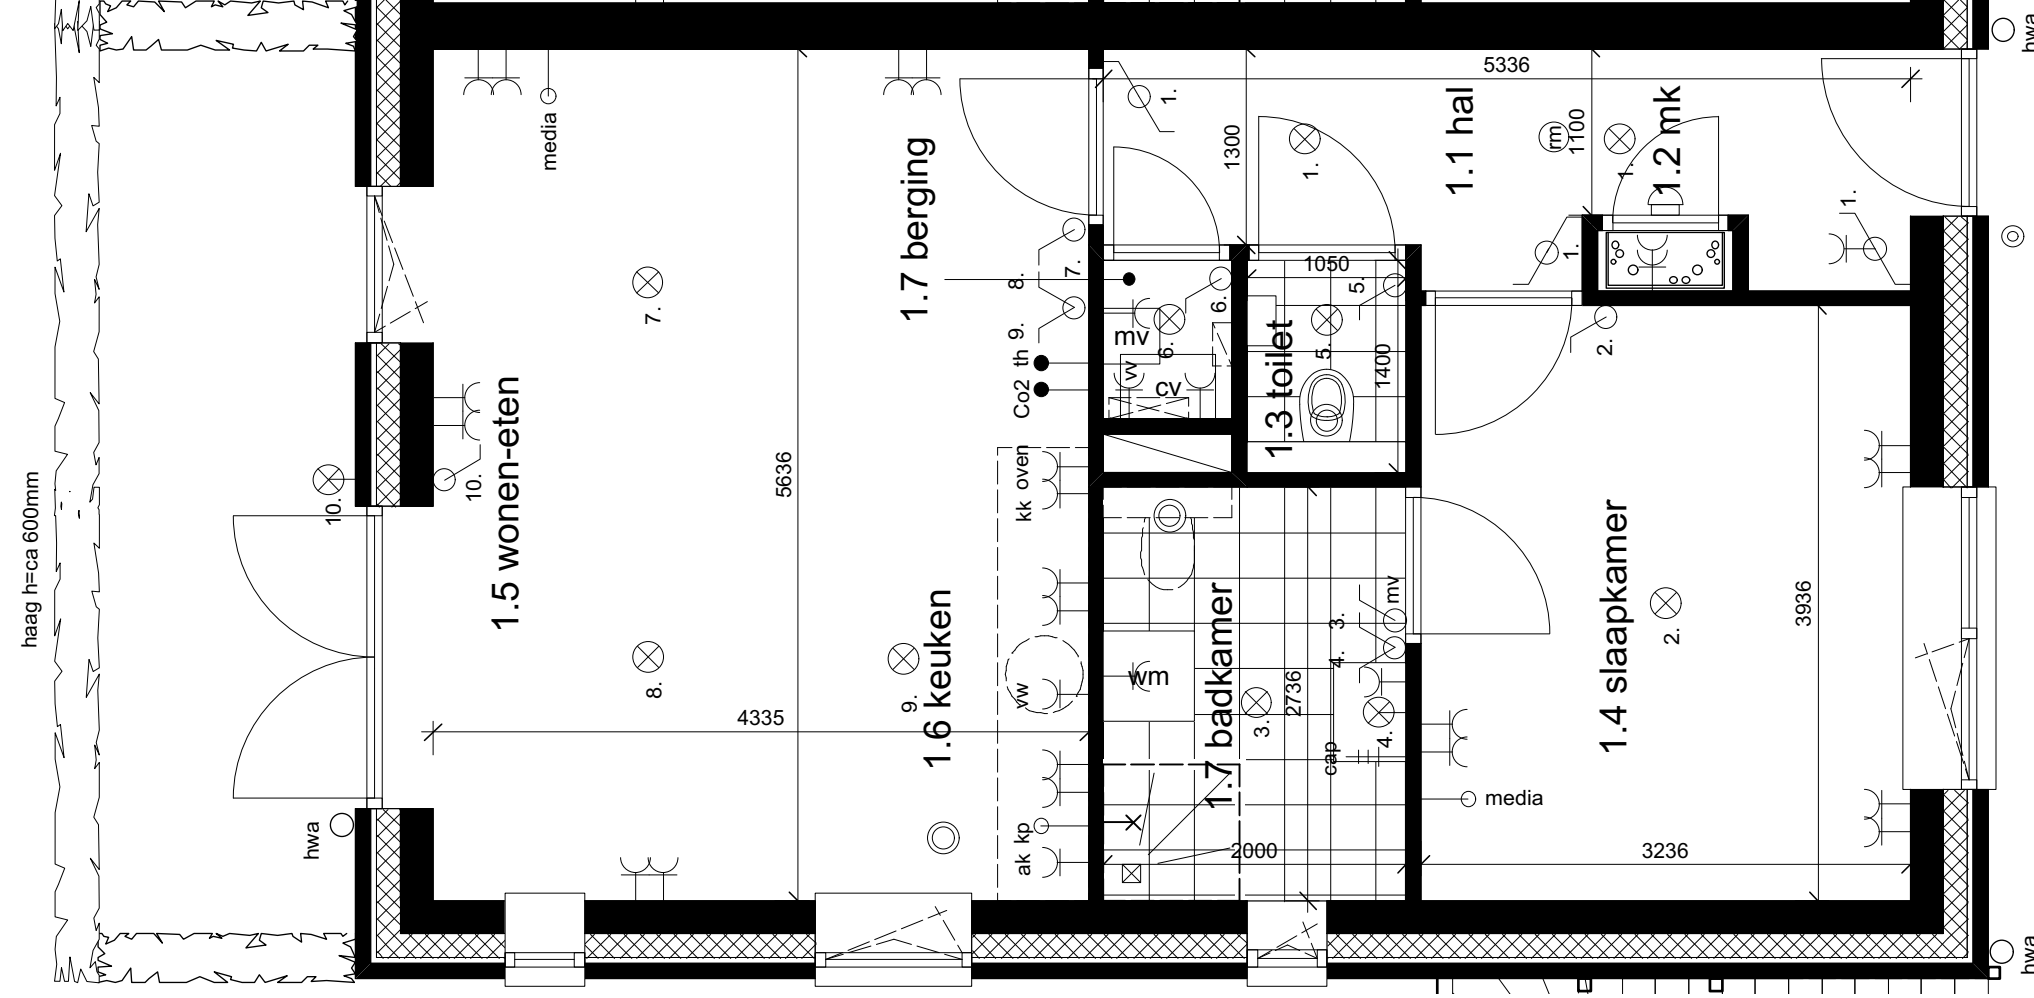 hwa
5336
1.
media
1300
1.
1.1 hal
rm
1100
1.
1.2 mk
1.7 berging
1.
1.
8.
7.
1050
5.
6.
7.
9.
mv
6.
5.
1.3 toilet
1400
2.
th
Co2
vv
cv
1.5 wonen-eten
haag h=ca 600mm
10.
10.
5636
oven
kk
1.6 keuken
1.7 badkamer
mv
3.
4.
1.4 slaapkamer
3936
2.
8.
9.
vw
wm
2736
3.
4.
4335
cap
media
hwa
kp
ak
2000
3236
hwa